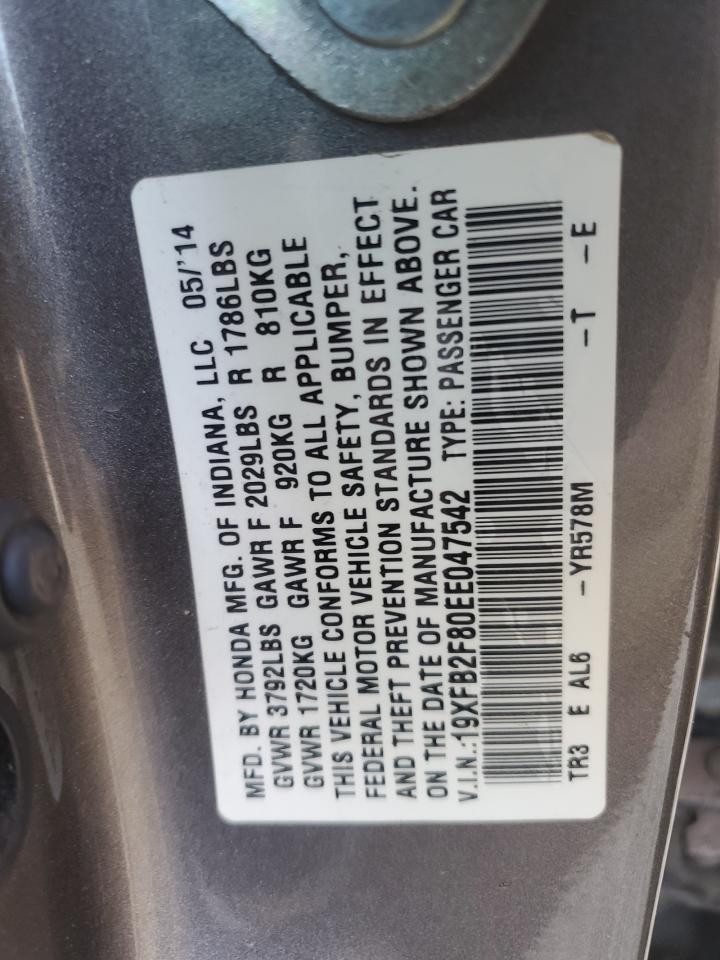 MFD. BY HONDA MFG. OF INDIANA, LLC 05/'14
GVWR 3792LBS GAWR F 2029LBS R 1786LBS
GVWR 1720KG GAWR F 920KG R 810KG
THIS VEHICLE CONFORMS TO ALL APPLICABLE
FEDERAL MOTOR VEHICLE SAFETY, BUMPER,
AND THEFT PREVENTION STANDARDS IN EFFECT
ON THE DATE OF MANUFACTURE SHOWN ABOVE.
V.I.N.:19XFB2F80EE047542 TYPE: PASSENGER CAR
TR3 E AL6 -YR578M -T -E